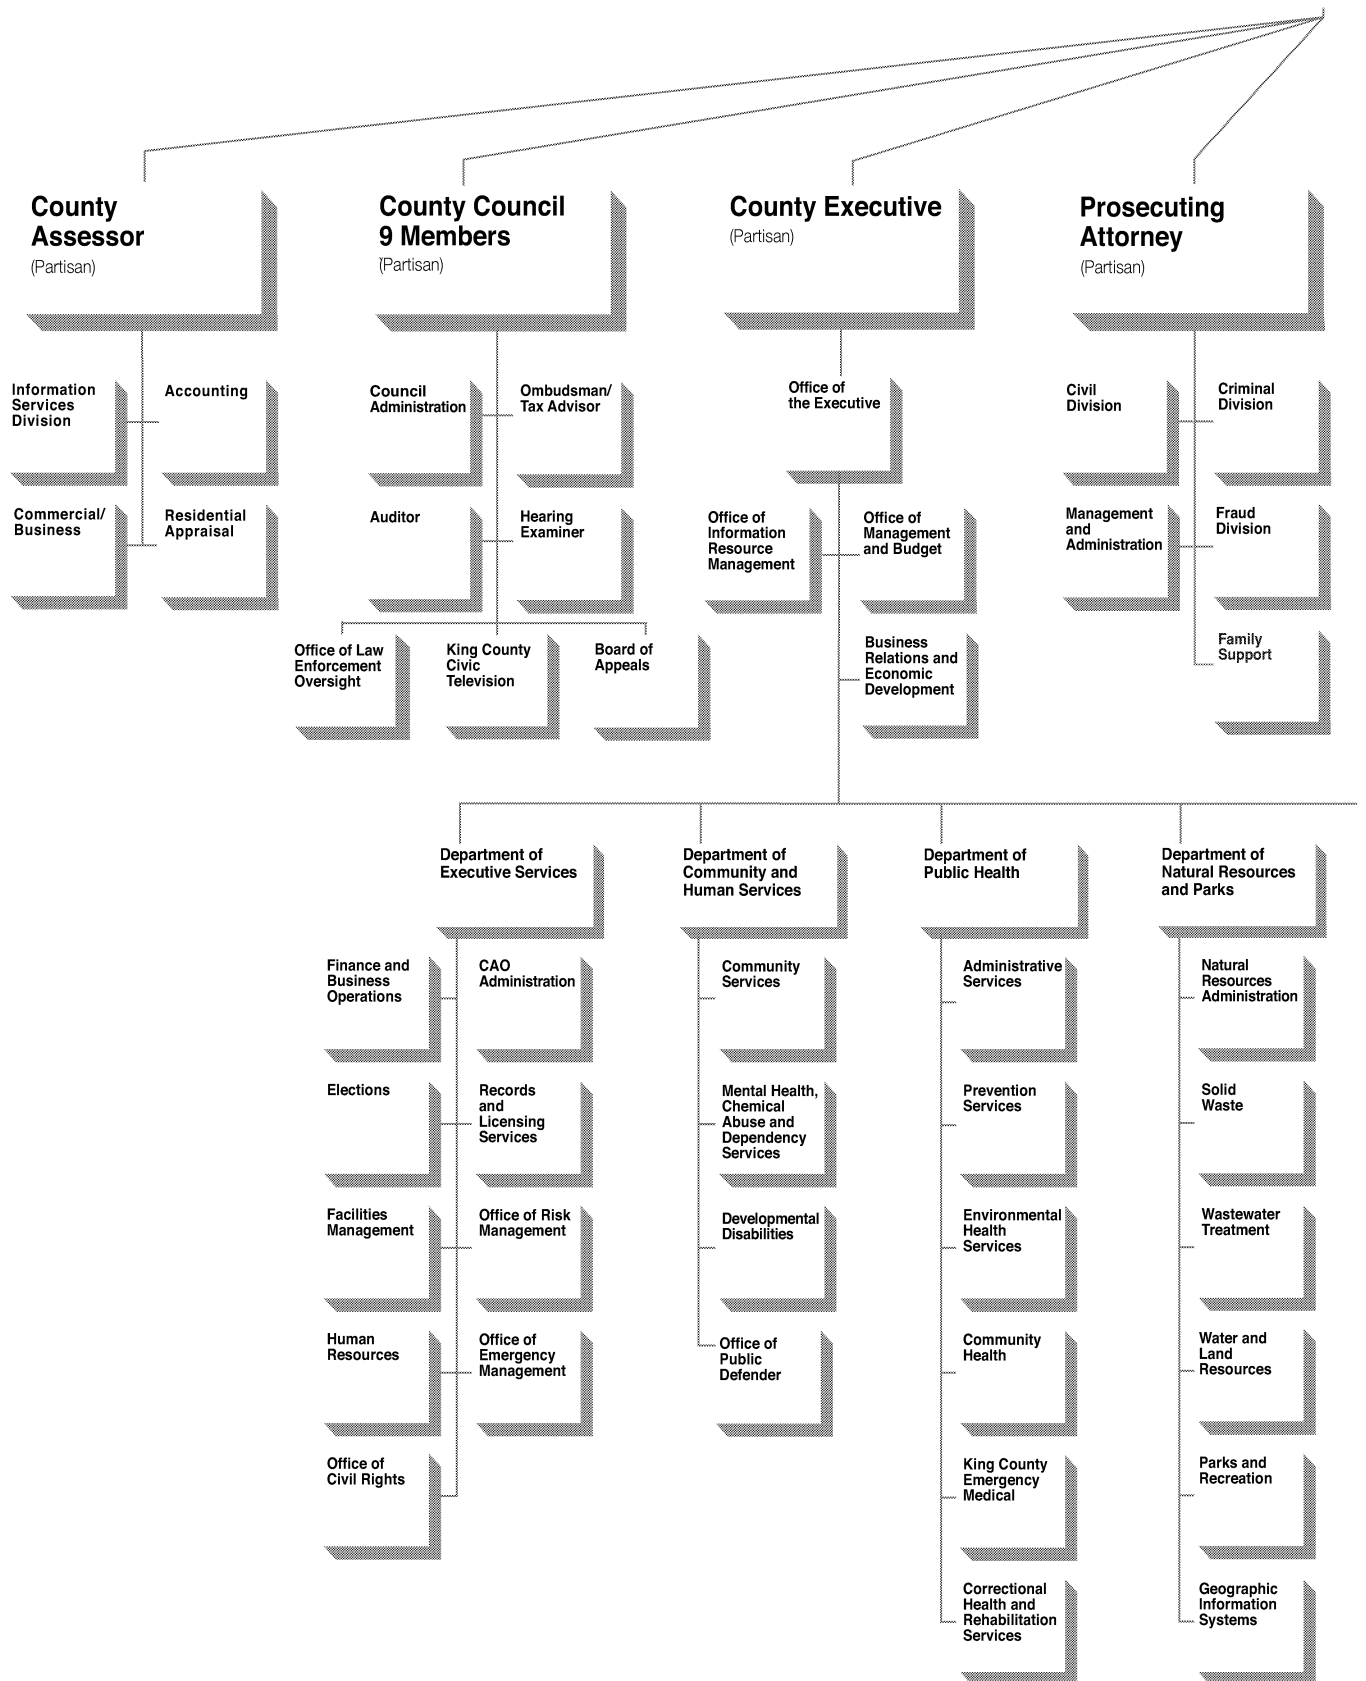 County
Assessor
(Partisan)
County Council
9 Members
(Partisan)
County Executive
(Partisan)
Prosecuting
Attorney
(Partisan)
Information
Services
Division
Accounting
Commercial/
Business
Residential
Appraisal
Council
Administration
Ombudsman/
Tax Advisor
Auditor
Hearing
Examiner
Office of Law
Enforcement
Oversight
King County
Civic
Television
Board of
Appeals
Office of
the Executive
Office of
Information
Resource
Management
Office of
Management
and Budget
Business
Relations and
Economic
Development
Civil
Division
Criminal
Division
Management
and
Administration
Fraud
Division
Family
Support
Department of
Executive Services
Finance and
Business
Operations
CAO
Administration
Elections
Records
and
Licensing
Services
Facilities
Management
Office of Risk
Management
Human
Resources
Office of
Emergency
Management
Office of
Civil Rights
Department of
Community and
Human Services
Community
Services
Mental Health,
Chemical
Abuse and
Dependency
Services
Developmental
Disabilities
Office of
Public
Defender
Department of
Public Health
Administrative
Services
Prevention
Services
Environmental
Health
Services
Community
Health
King County
Emergency
Medical
Correctional
Health and
Rehabilitation
Services
Department of
Natural Resources
and Parks
Natural
Resources
Administration
Solid
Waste
Wastewater
Treatment
Water and
Land
Resources
Parks and
Recreation
Geographic
Information
Systems